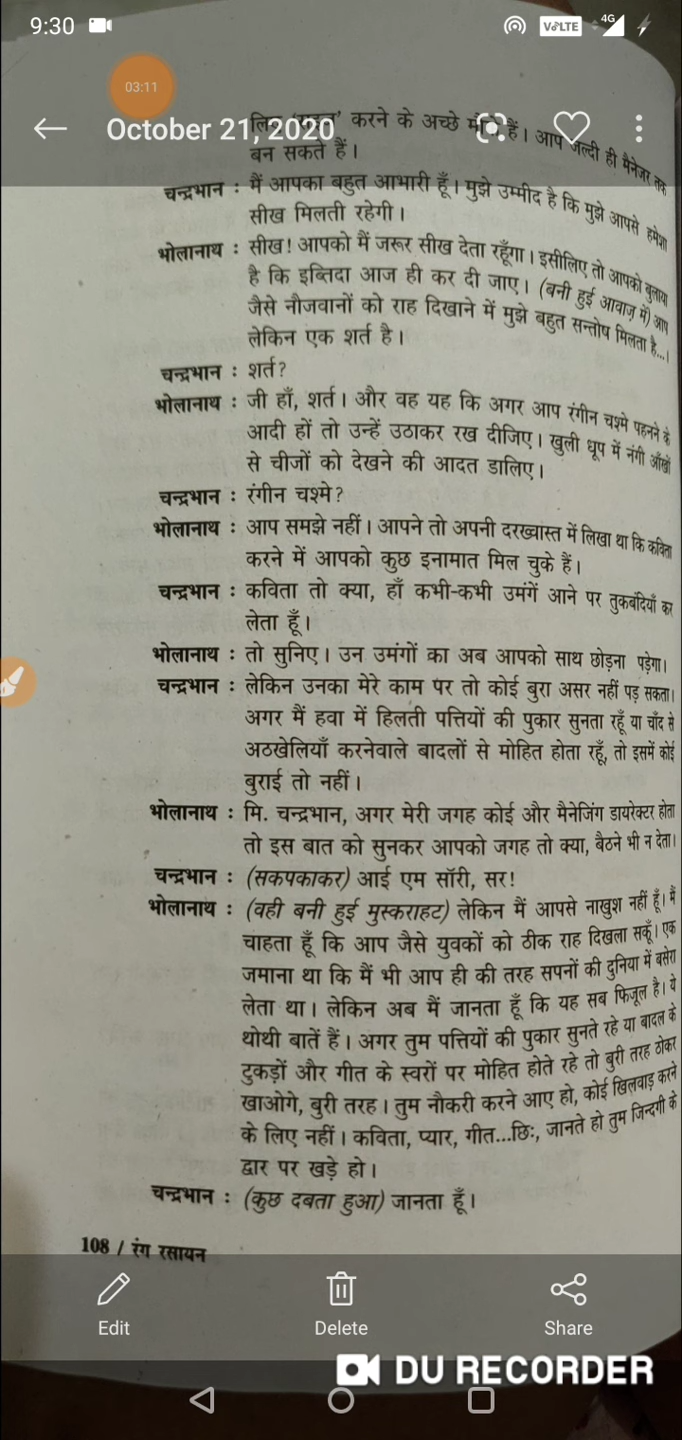 9:30
VoLTE
4G
03:11
October 21, 2020
लिए करने के अच्छे हैं। आप जल्दी ही मैनेजर तक
बन सकते हैं।
चन्द्रभान : मैं आपका बहुत आभारी हूँ। मुझे उम्मीद है कि मुझे आपसे हमेशा
सीख मिलती रहेगी।
भोलानाथ : सीख! आपको मैं जरूर सीख देता रहूँगा। इसीलिए तो आपको बुलाया
है कि इब्तिदा आज ही कर दी जाए। (बनी हुई आवाज़ में) आप
जैसे नौजवानों को राह दिखाने में मुझे बहुत सन्तोष मिलता है...।
लेकिन एक शर्त है।
चन्द्रभान : शर्त?
भोलानाथ : जी हाँ, शर्त। और वह यह कि अगर आप रंगीन चश्मे पहनने के
आदी हों तो उन्हें उठाकर रख दीजिए। खुली धूप में नंगी आँखों
से चीजों को देखने की आदत डालिए।
चन्द्रभान : रंगीन चश्मे?
भोलानाथ : आप समझे नहीं। आपने तो अपनी दरख्वास्त में लिखा था कि कविता
करने में आपको कुछ इनामात मिल चुके हैं।
चन्द्रभान : कविता तो क्या, हाँ कभी-कभी उमंगें आने पर तुकबंदियाँ कर
लेता हूँ।
भोलानाथ : तो सुनिए। उन उमंगों का अब आपको साथ छोड़ना पड़ेगा।
चन्द्रभान : लेकिन उनका मेरे काम पर तो कोई बुरा असर नहीं पड़ सकता।
अगर मैं हवा में हिलती पत्तियों की पुकार सुनता रहूँ या चाँद से
अठखेलियाँ करनेवाले बादलों से मोहित होता रहूँ, तो इसमें कोई
बुराई तो नहीं।
भोलानाथ : मि. चन्द्रभान, अगर मेरी जगह कोई और मैनेजिंग डायरेक्टर होता
तो इस बात को सुनकर आपको जगह तो क्या, बैठने भी न देता।
चन्द्रभान : (सकपकाकर) आई एम सॉरी, सर!
भोलानाथ : (वही बनी हुई मुस्कराहट) लेकिन मैं आपसे नाखुश नहीं हूँ। मैं
चाहता हूँ कि आप जैसे युवकों को ठीक राह दिखला सकूँ। एक
जमाना था कि मैं भी आप ही की तरह सपनों की दुनिया में बसेरा
लेता था। लेकिन अब मैं जानता हूँ कि यह सब फिजूल है। ये
थोथी बातें हैं। अगर तुम पत्तियों की पुकार सुनते रहे या बादल के
टुकड़ों और गीत के स्वरों पर मोहित होते रहे तो बुरी तरह ठोकर
खाओगे, बुरी तरह। तुम नौकरी करने आए हो, कोई खिलवाड़ करने
के लिए नहीं। कविता, प्यार, गीत...छिः, जानते हो तुम जिन्दगी के
द्वार पर खड़े हो।
चन्द्रभान : (कुछ दबता हुआ) जानता हूँ।
108 / रंग रसायन
Edit
Delete
Share
DU RECORDER